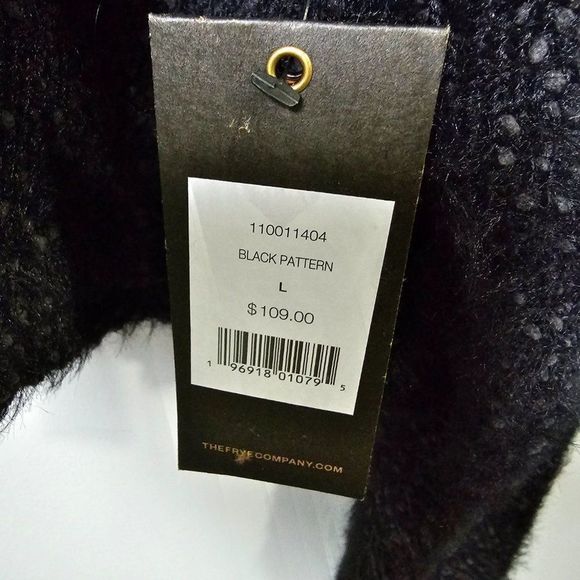 110011404
BLACK PATTERN
L
$109.00
1 96918 01079 5
THEFRYECOMPANY.COM